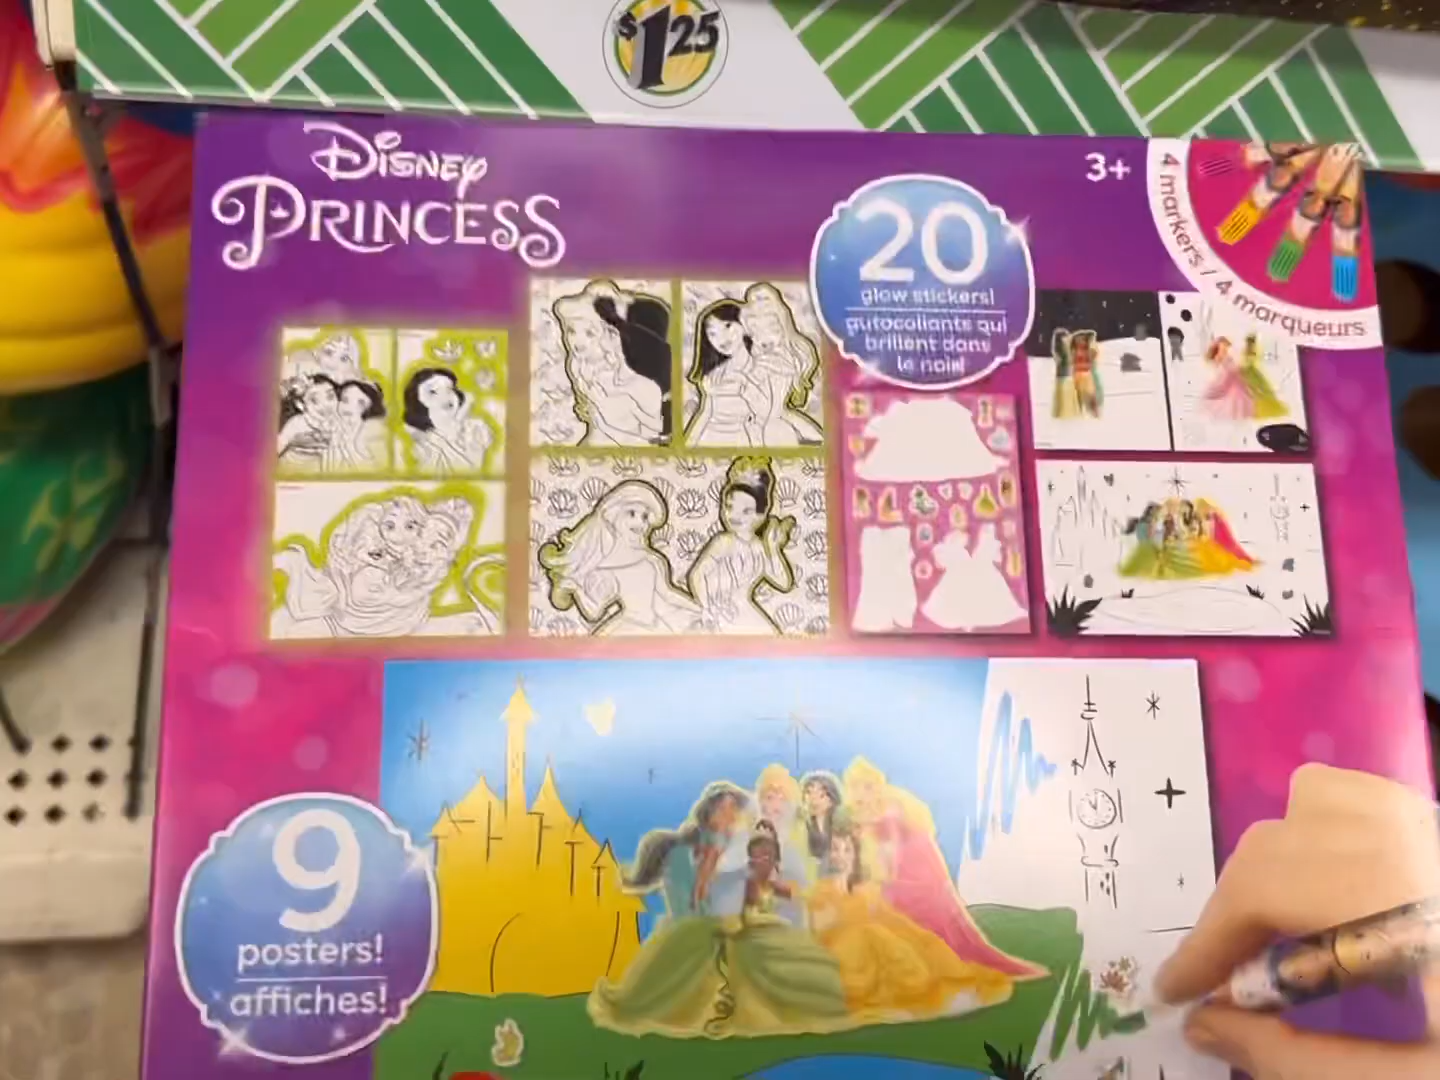 $1.25
DISNEY
PRINCESS
3+
4 markers / 4 marqueurs
20
glow stickers!
autocollants qui
brillent dans
le noir!
9
posters!
affiches!